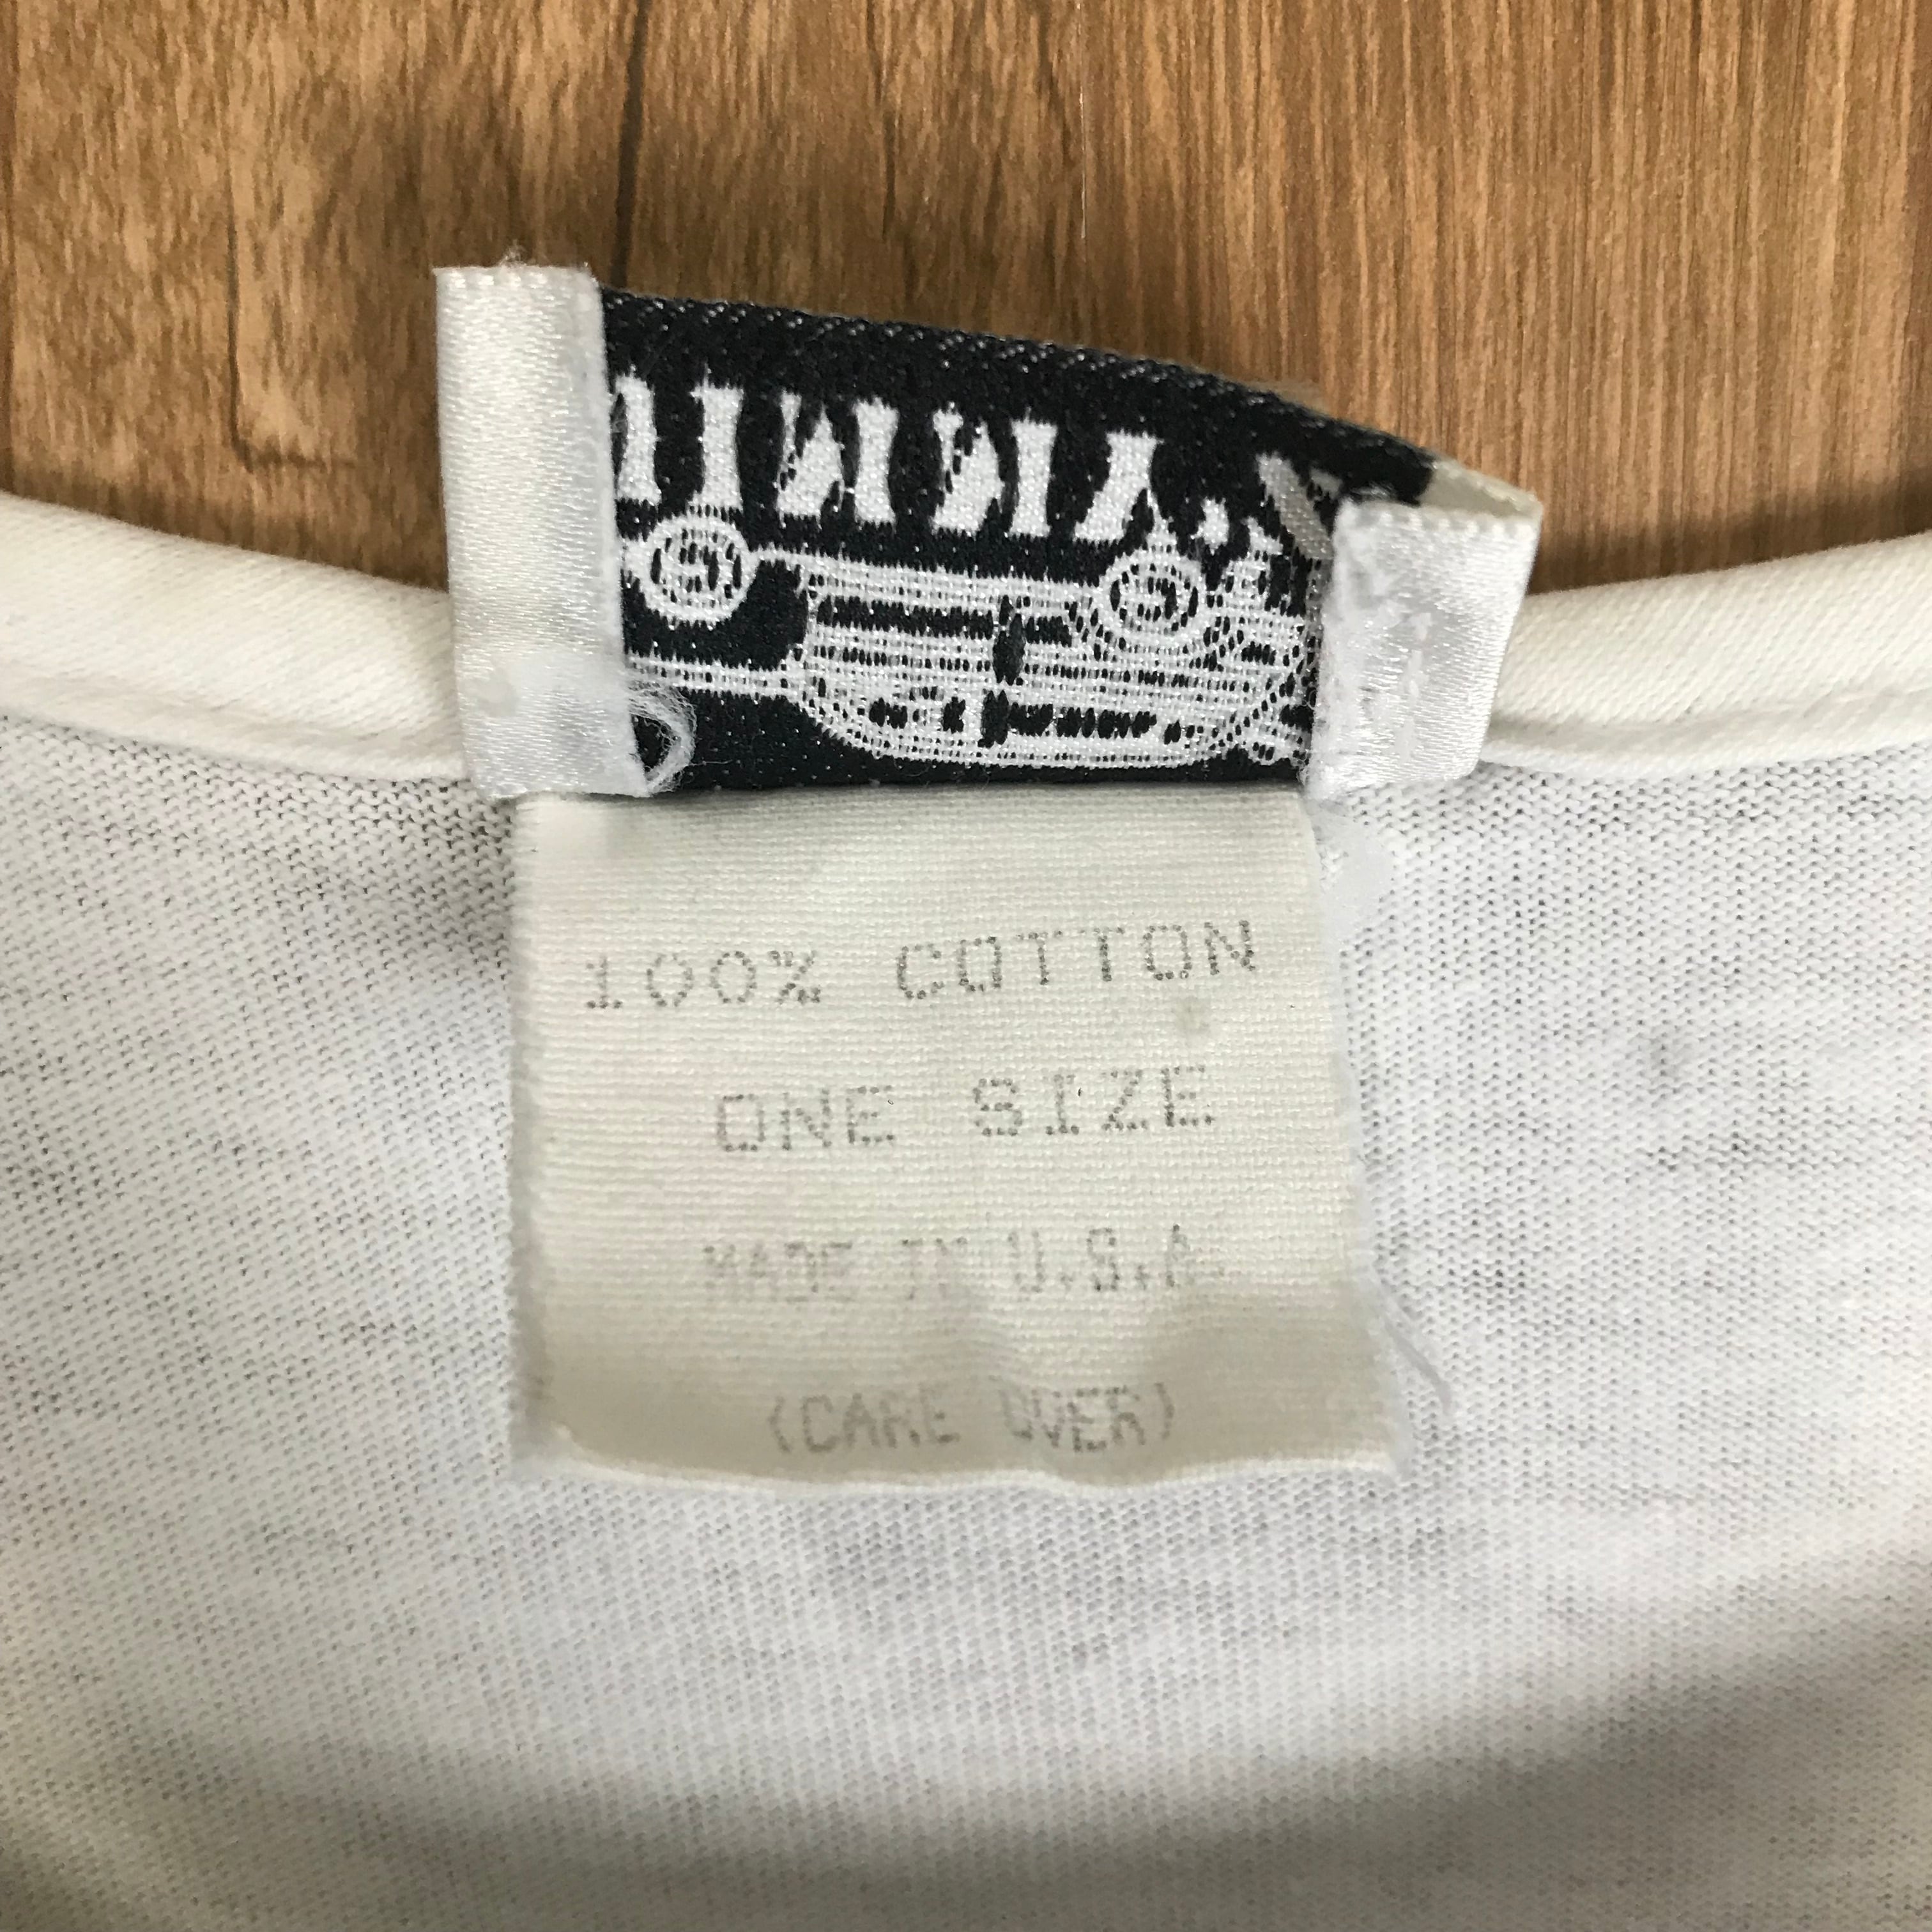 100% COTTON
ONE SIZE
MADE IN U.S.A.
(CARE OVER)